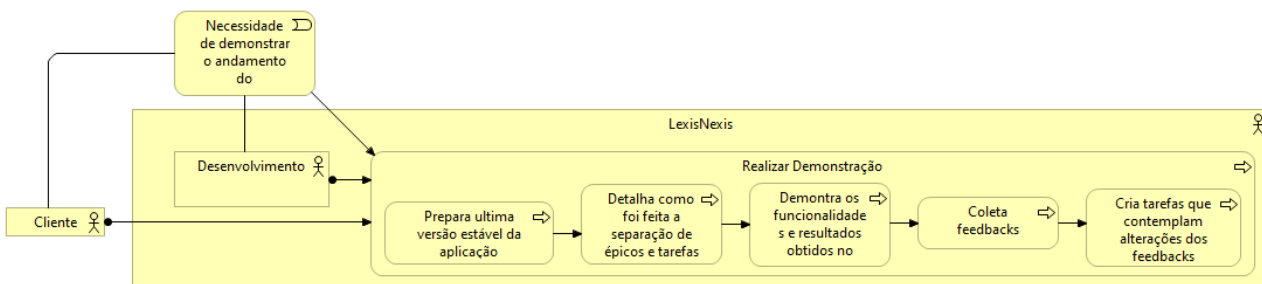 Necessidade
de demonstrar
o andamento
do
LexisNexis
Desenvolvimento
Realizar Demonstração
Cliente
Prepara ultima
versão estável da
aplicação
Detalha como
foi feita a
separação de
épicos e tarefas
Demontra os
funcionalidade
s e resultados
obtidos no
Coleta
feedbacks
Cria tarefas que
contemplam
alterações dos
feedbacks